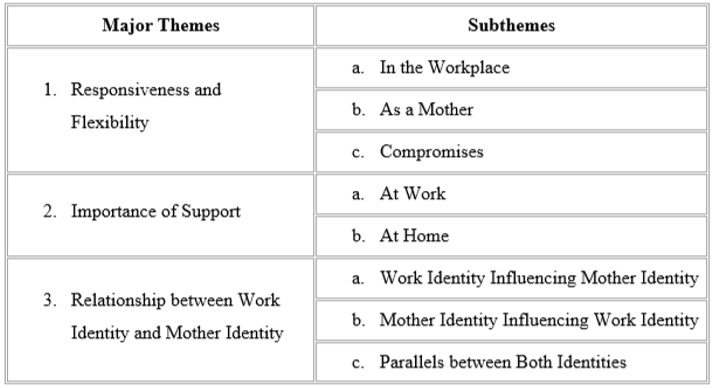 Major Themes
Subthemes
1. Responsiveness and
Flexibility
a. In the Workplace
b. As a Mother
c. Compromises
2. Importance of Support
a. At Work
b. At Home
3. Relationship between Work
Identity and Mother Identity
a. Work Identity Influencing Mother Identity
b. Mother Identity Influencing Work Identity
c. Parallels between Both Identities